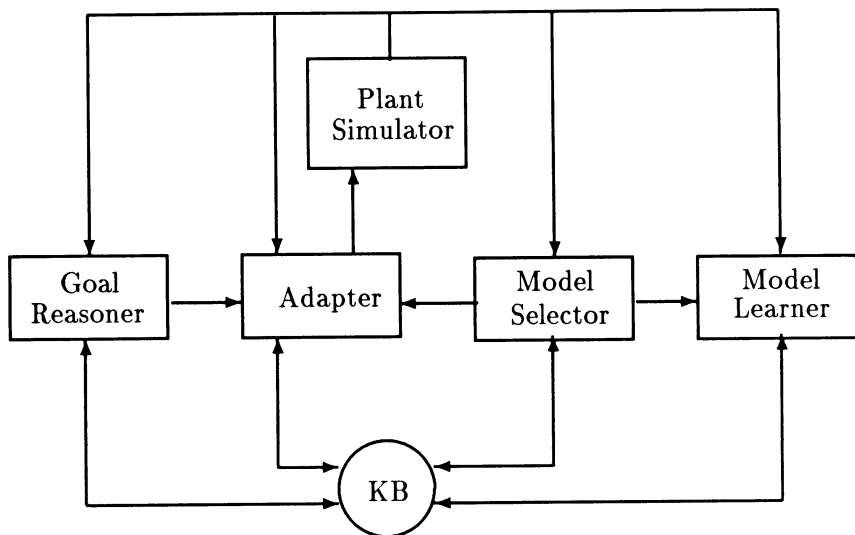 Plant
Simulator
Goal
Reasoner
Adapter
Model
Selector
Model
Learner
KB